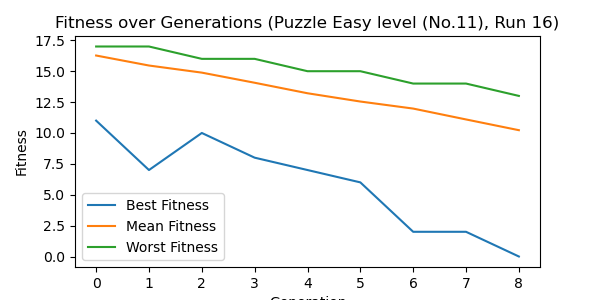 Fitness over Generations (Puzzle Easy level (No.11), Run 16)
17.5
15.0
12.5
10.0
7.5
5.0
2.5
0.0
Fitness
Best Fitness
Mean Fitness
Worst Fitness
0 1 2 3 4 5 6 7 8
Generation